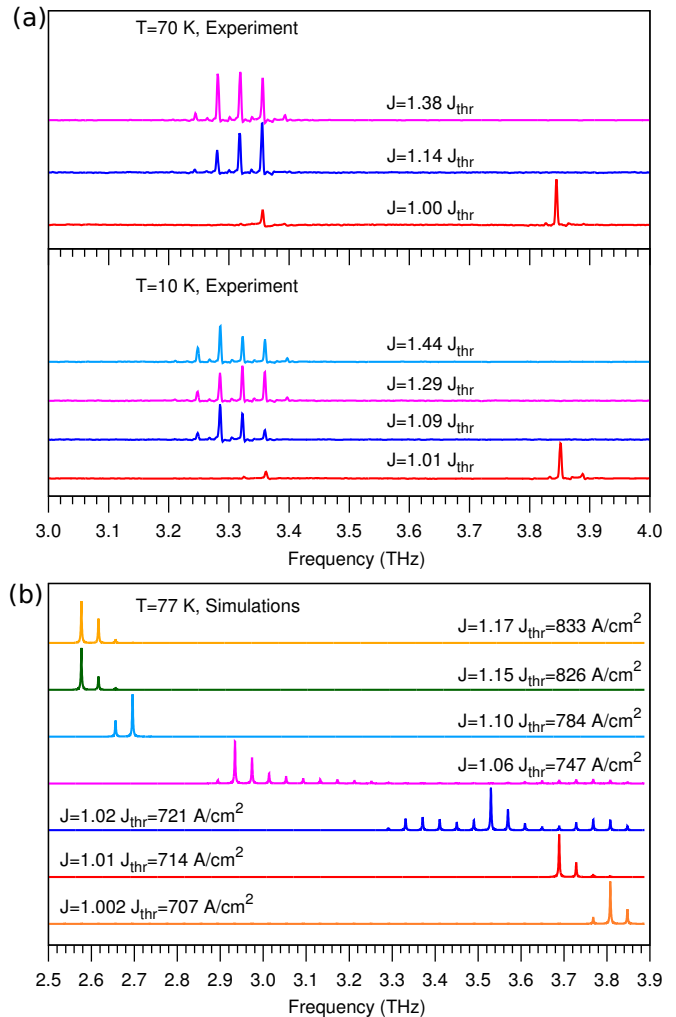 (a)
T=70 K, Experiment
J=1.38 J_thr
J=1.14 J_thr
J=1.00 J_thr
T=10 K, Experiment
J=1.44 J_thr
J=1.29 J_thr
J=1.09 J_thr
J=1.01 J_thr
3.0 3.1 3.2 3.3 3.4 3.5 3.6 3.7 3.8 3.9 4.0
Frequency (THz)
(b)
T=77 K, Simulations
J=1.17 J_thr=833 A/cm²
J=1.15 J_thr=826 A/cm²
J=1.10 J_thr=784 A/cm²
J=1.06 J_thr=747 A/cm²
J=1.02 J_thr=721 A/cm²
J=1.01 J_thr=714 A/cm²
J=1.002 J_thr=707 A/cm²
2.5 2.6 2.7 2.8 2.9 3.0 3.1 3.2 3.3 3.4 3.5 3.6 3.7 3.8 3.9
Frequency (THz)